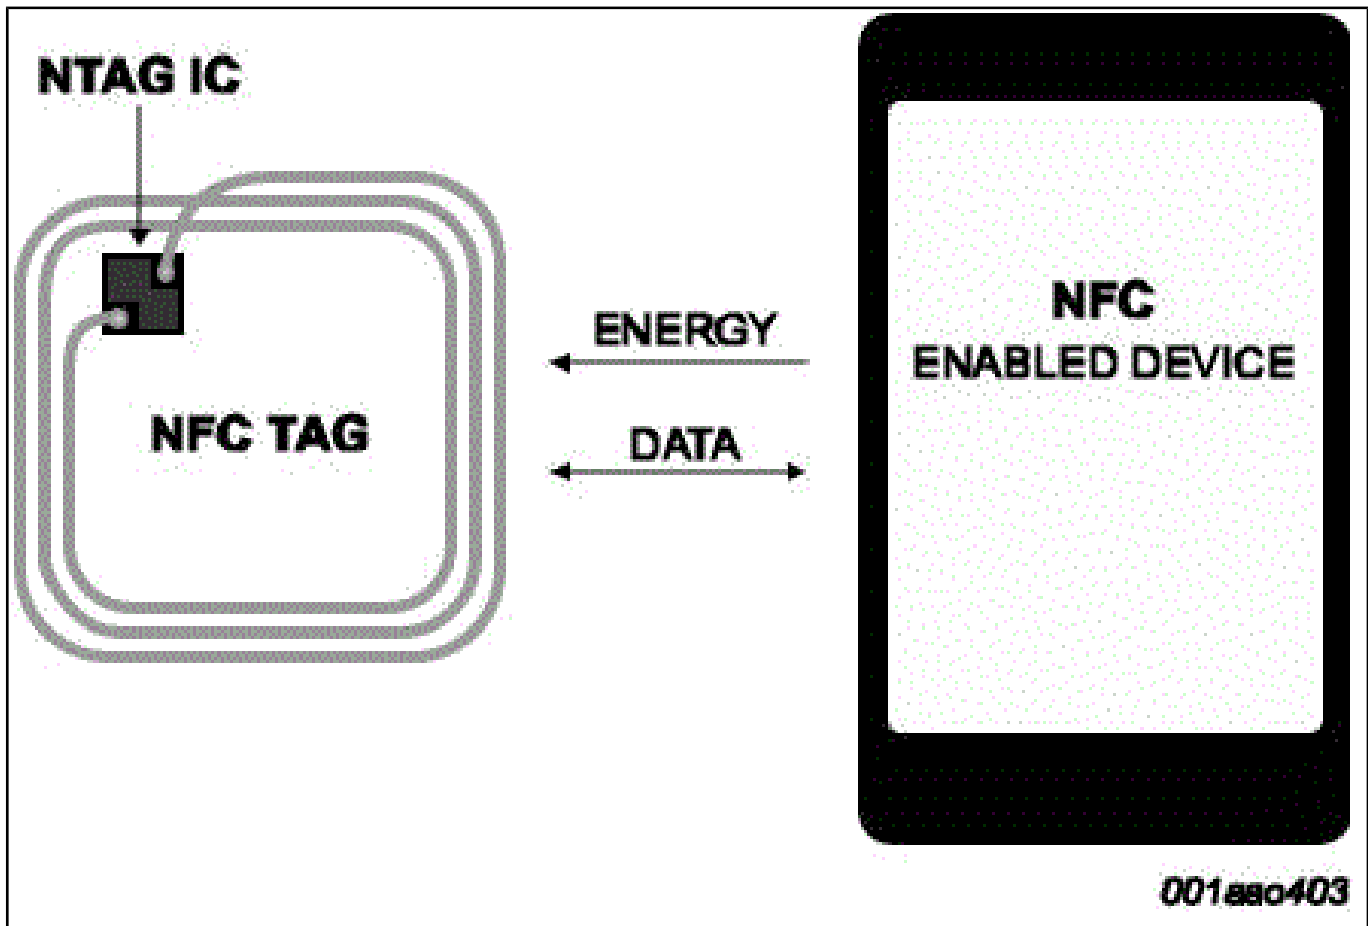 NTAG IC
NFC TAG
ENERGY
DATA
NFC
ENABLED DEVICE
001aao403